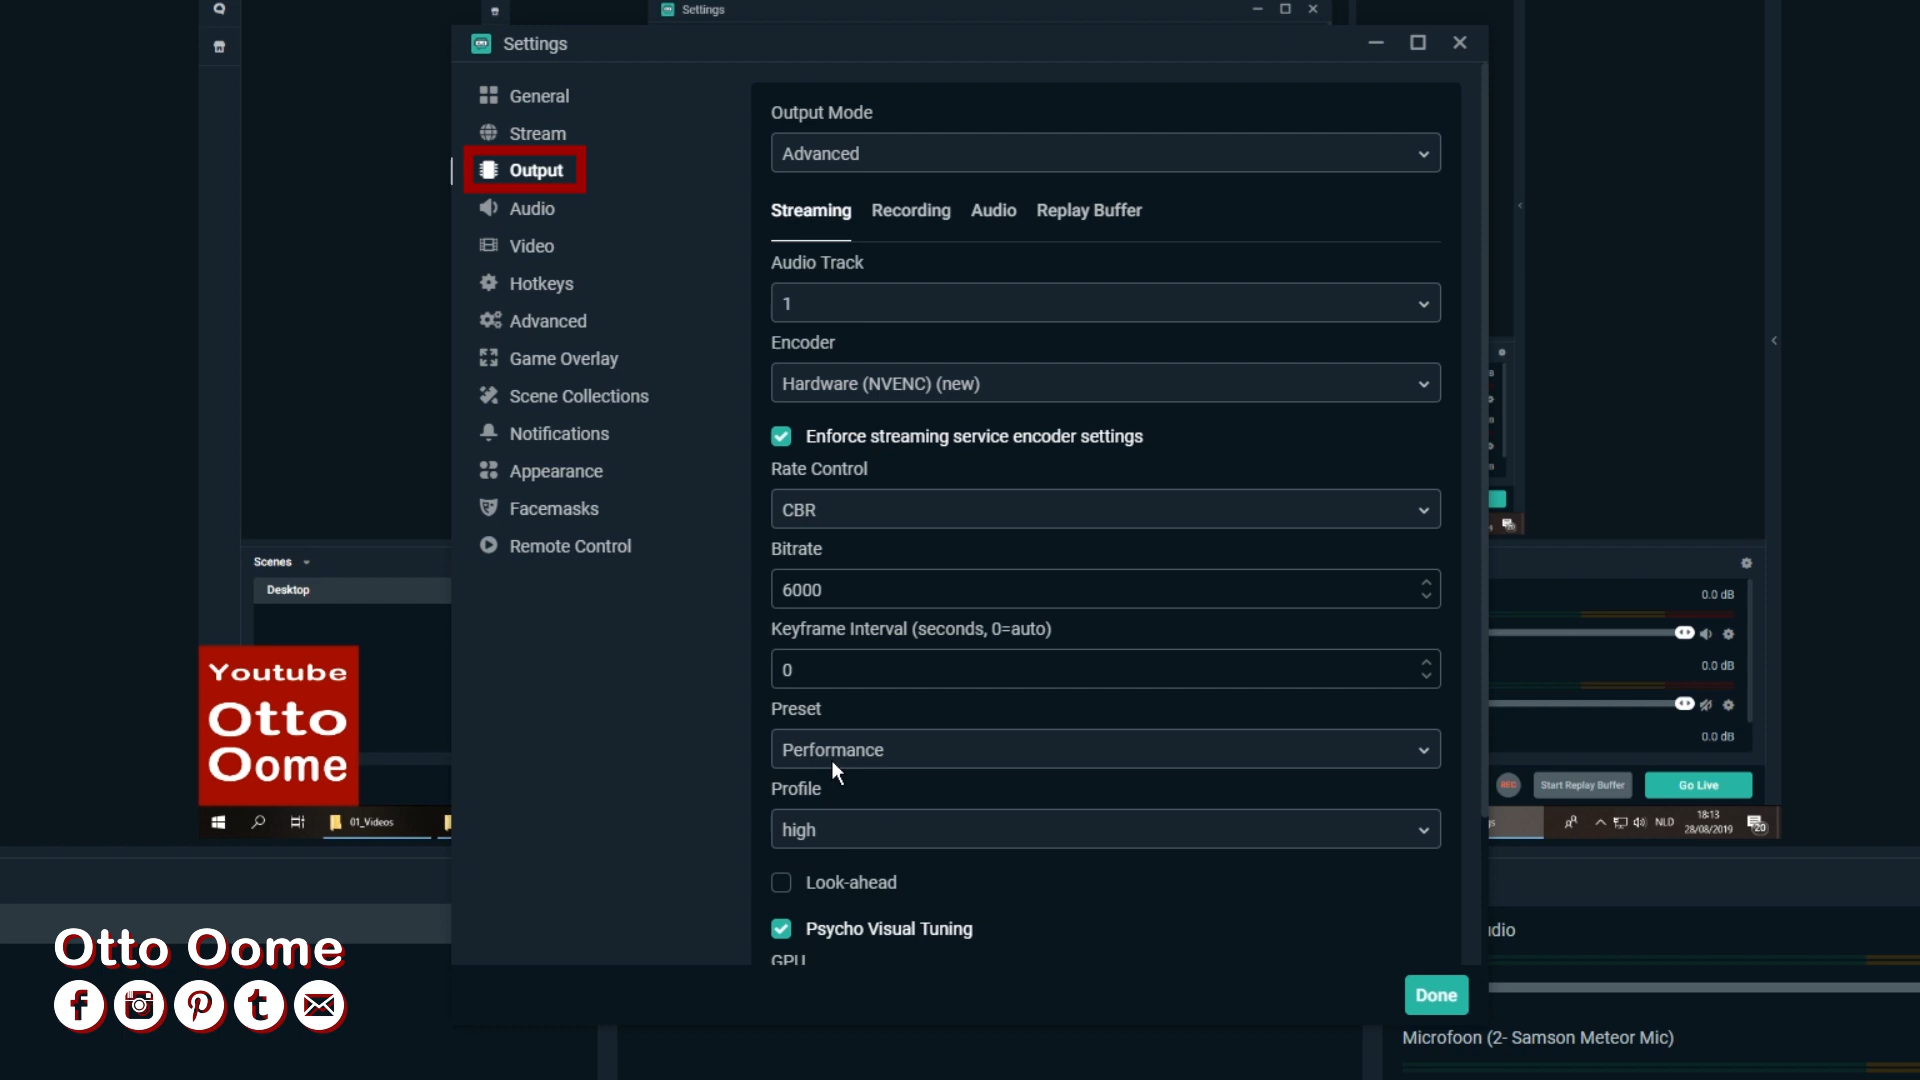 Settings
Settings
General
Stream
Output
Audio
Video
Hotkeys
Advanced
Game Overlay
Scene Collections
Notifications
Appearance
Facemasks
Remote Control
Output Mode
Advanced
Streaming Recording Audio Replay Buffer
Audio Track
1
Encoder
Hardware (NVENC) (new)
Enforce streaming service encoder settings
Rate Control
CBR
Bitrate
6000
Keyframe Interval (seconds, 0=auto)
0
Preset
Performance
Profile
high
Look-ahead
Psycho Visual Tuning
GPU
Done
Scenes
Desktop
Youtube
Otto
Oome
01_Videos
0.0 dB
0.0 dB
0.0 dB
REC Start Replay Buffer Go Live
NLD
18:13
28/08/2019
20
Otto Oome
Microfoon (2- Samson Meteor Mic)